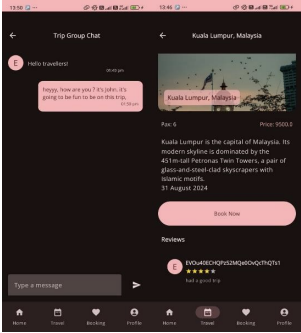 13:50
Trip Group Chat
E
Hello travellers!
01:45 pm
heyyy, how are you ? it's John, it's
going to be fun to be on this trip.
01:50 pm
Type a message
Home
Travel
Booking
Profile
13:46
Kuala Lumpur, Malaysia
Kuala Lumpur, Malaysia
Pax: 6
Price: 9500.0
Kuala Lumpur is the capital of Malaysia. Its
modern skyline is dominated by the
451m-tall Petronas Twin Towers, a pair of
glass-and-steel-clad skyscrapers with
Islamic motifs.
31 August 2024
Book Now
Reviews
E
EVOu40ECHQPz52MQe0OvQcThQTs1
had a good trip
Home
Travel
Booking
Profile